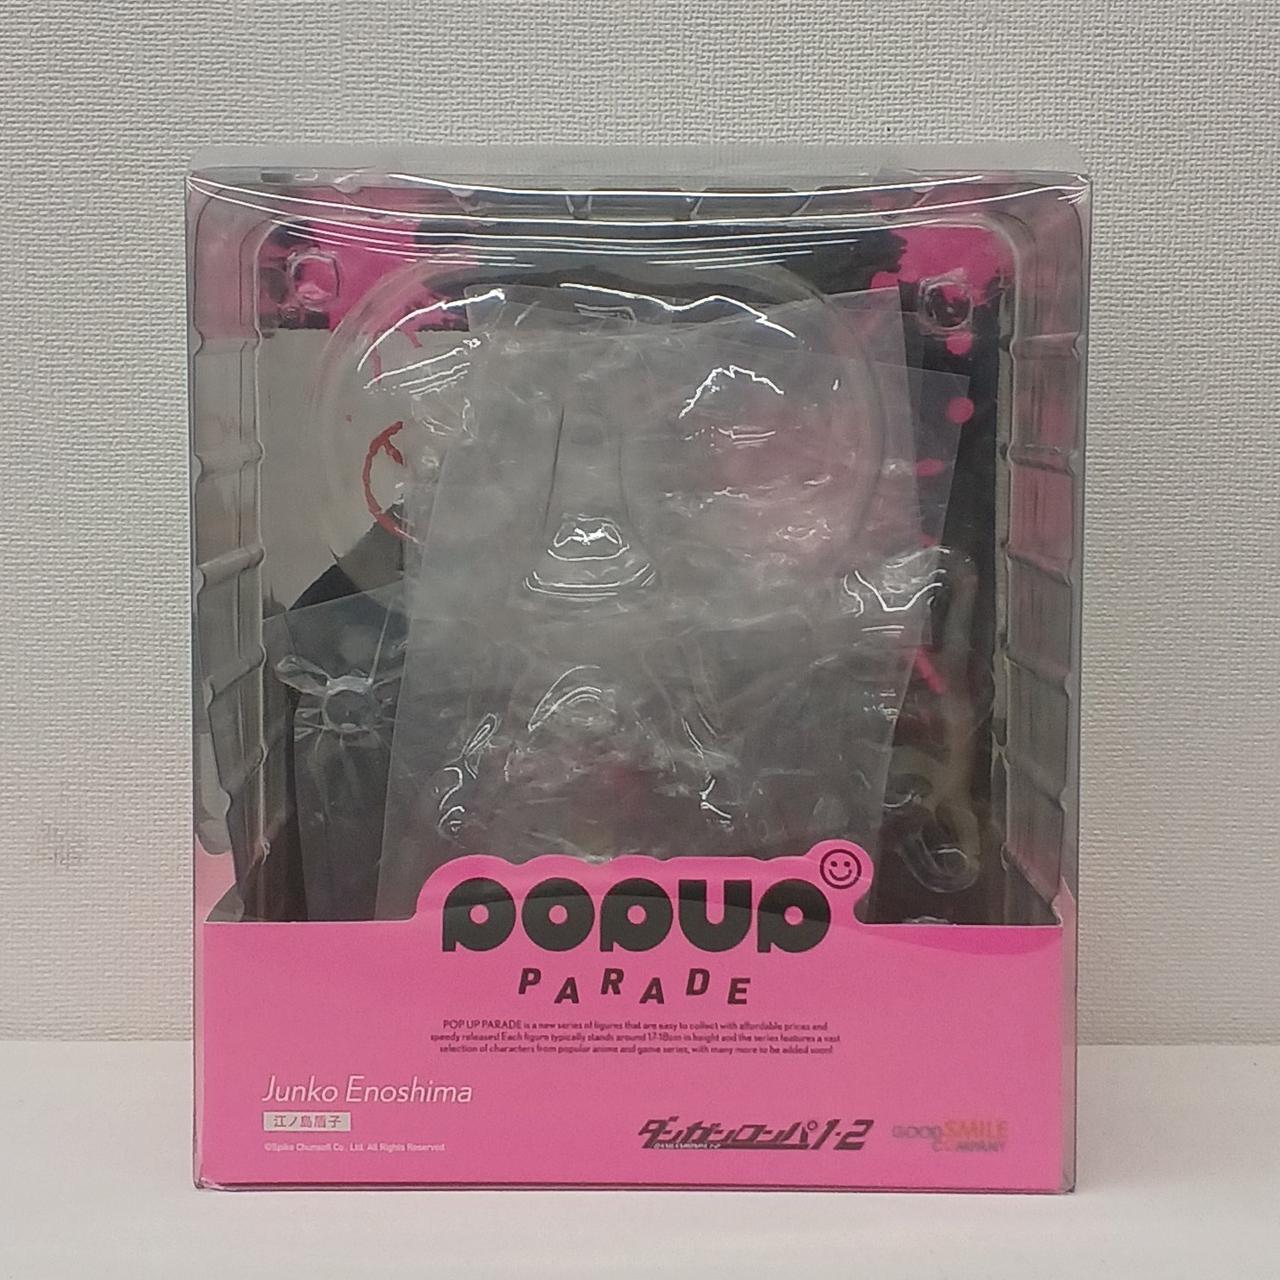 POPUP
PARADE
POP UP PARADE is a new series of figures that are easy to collect with affordable prices and
speedy releases! Each figure typically stands around 17-18cm in height and the series features a vast
selection of characters from popular anime and game series, with many more to be added soon!
Junko Enoshima
江ノ島盾子
©Spike Chunsoft Co., Ltd. All Rights Reserved.
ダンガンロンパ1・2
GOOD SMILE
COMPANY